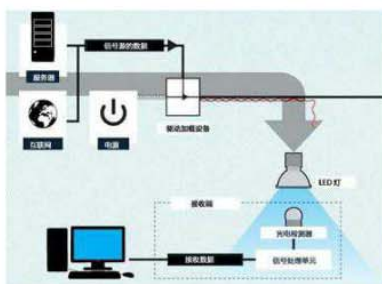 信号源的数据
服务器
互联网
电源
驱动加载设备
LED灯
接收端
光电检测器
接收数据
信号处理单元